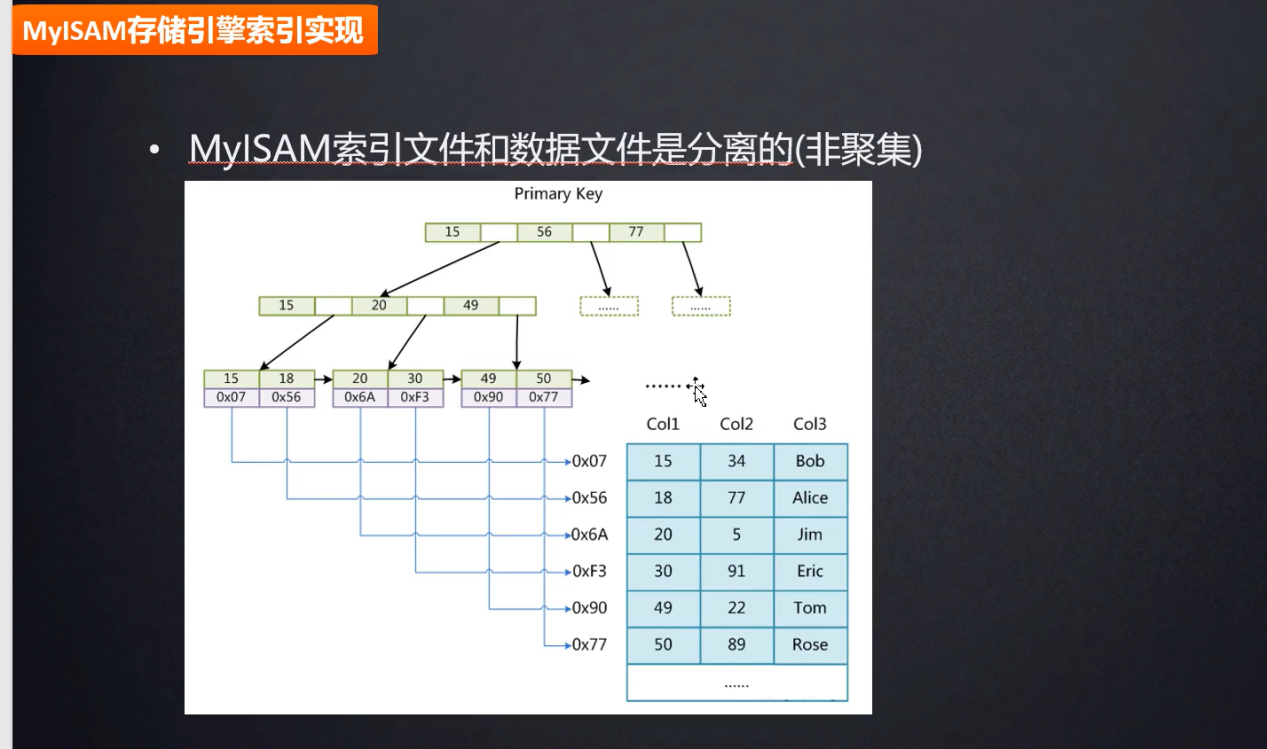 MyISAM存储引擎索引实现
• MyISAM索引文件和数据文件是分离的(非聚集)
Primary Key
15 56 77
15 20 49 ...... ......
15 18 20 30 49 50
0x07 0x56 0x6A 0xF3 0x90 0x77
......
Col1 Col2 Col3
0x07 15 34 Bob
0x56 18 77 Alice
0x6A 20 5 Jim
0xF3 30 91 Eric
0x90 49 22 Tom
0x77 50 89 Rose
......